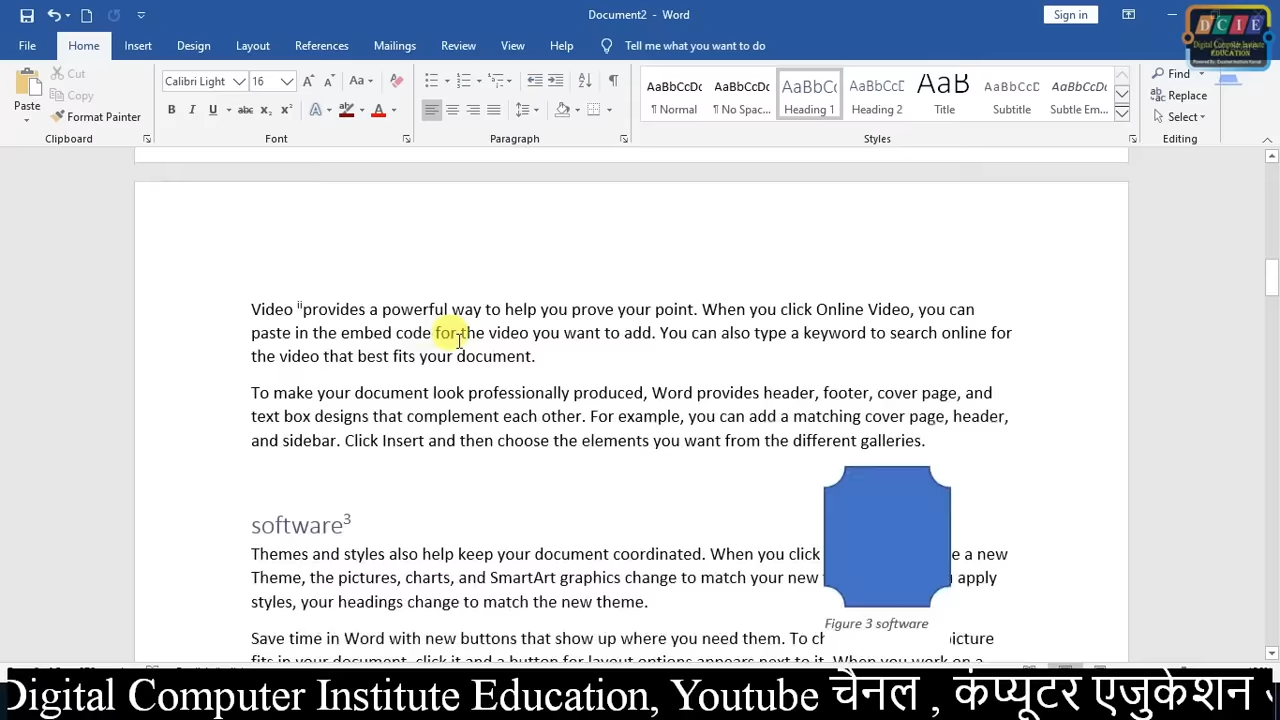 Document2 - Word
Sign in
DCIE
Digital Computer Institute
EDUCATION
File Home Insert Design Layout References Mailings Review View Help Tell me what you want to do
Paste
Cut
Copy
Format Painter
Clipboard
Calibri Light 16
Font
Paragraph
AaBbCcDc AaBbCcDc AaBbCc AaBbCcD AaB AaBbCcD AaBbCcDc
¶ Normal ¶ No Spac... Heading 1 Heading 2 Title Subtitle Subtle Em...
Styles
Find
Replace
Select
Editing
Video iiprovides a powerful way to help you prove your point. When you click Online Video, you can
paste in the embed code for the video you want to add. You can also type a keyword to search online for
the video that best fits your document.
To make your document look professionally produced, Word provides header, footer, cover page, and
text box designs that complement each other. For example, you can add a matching cover page, header,
and sidebar. Click Insert and then choose the elements you want from the different galleries.
software3
Themes and styles also help keep your document coordinated. When you click e a new
Theme, the pictures, charts, and SmartArt graphics change to match your new apply
styles, your headings change to match the new theme.
Figure 3 software
Save time in Word with new buttons that show up where you need them. To ch picture
fits in your document, click it and a button for layout options appears next to it. When you work on a
Digital Computer Institute Education, Youtube चैनल , कंप्यूटर एजुकेशन